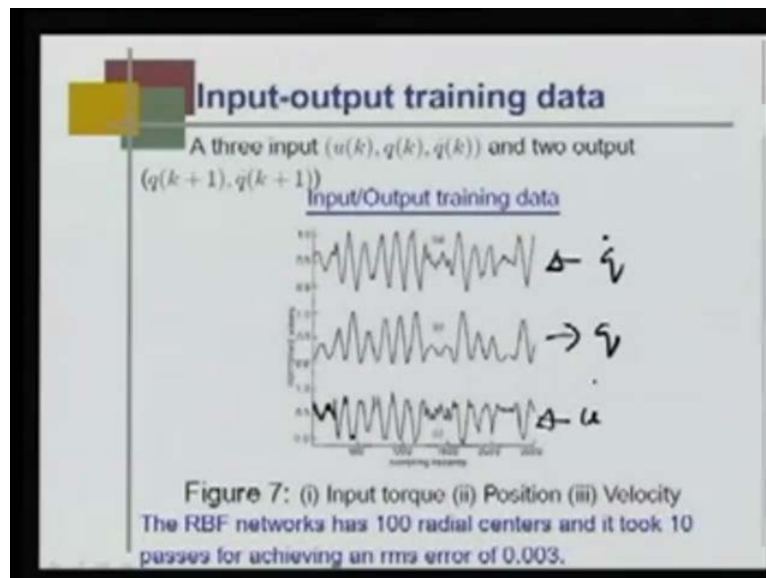 Input-output training data
A three input (u(k), q(k), q̇(k)) and two output
(q(k + 1), q̇(k + 1))
Input/Output training data
q̇
q
u
Figure 7: (i) Input torque (ii) Position (iii) Velocity
The RBF networks has 100 radial centers and it took 10
passes for achieving an rms error of 0.003.